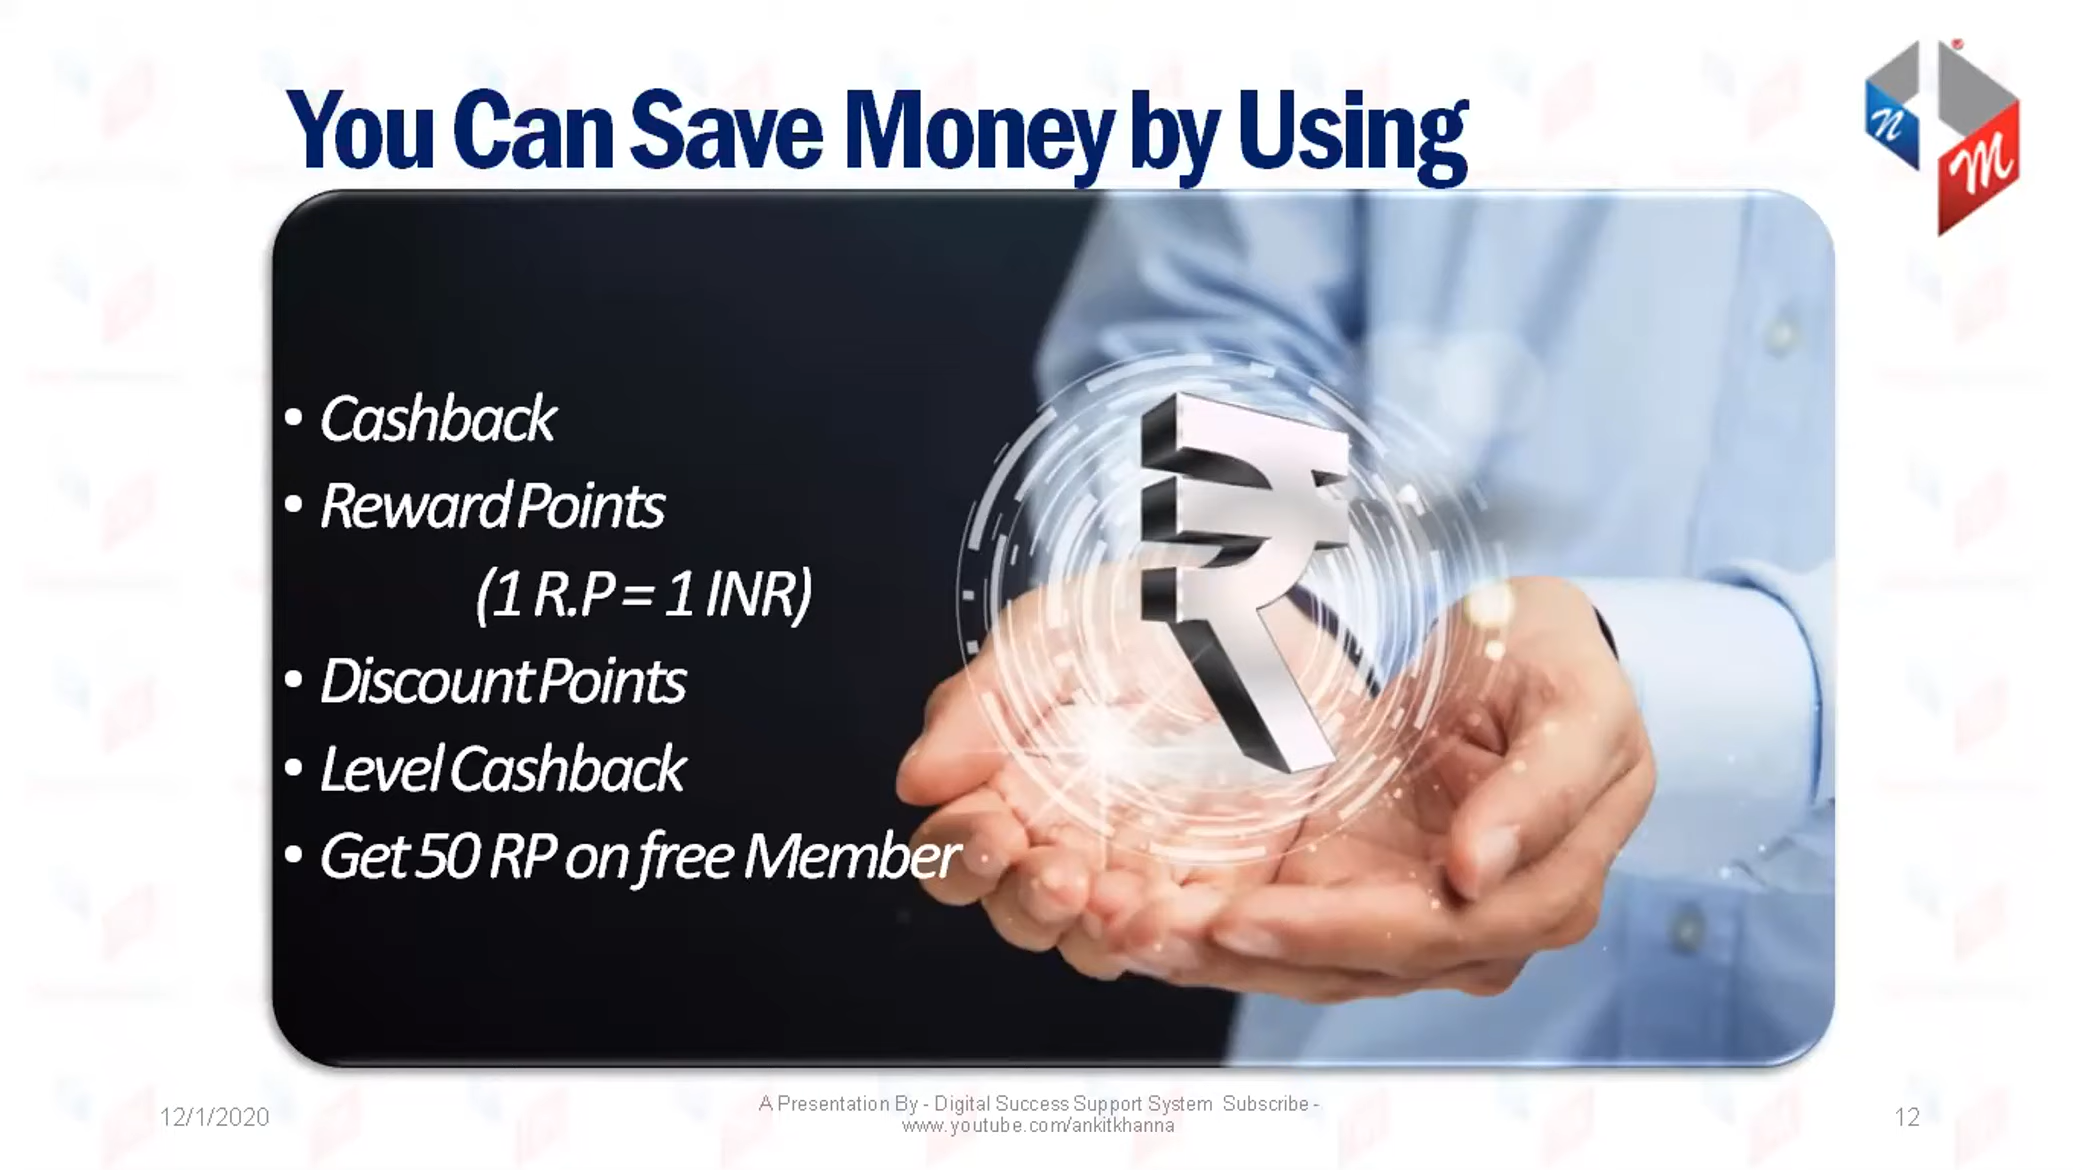 You Can Save Money by Using
n
M
• Cashback
• Reward Points
(1 R.P = 1 INR)
• Discount Points
• Level Cashback
• Get 50 RP on free Member
12/1/2020
A Presentation By - Digital Success Support System Subscribe -
www.youtube.com/ankitkhanna
12